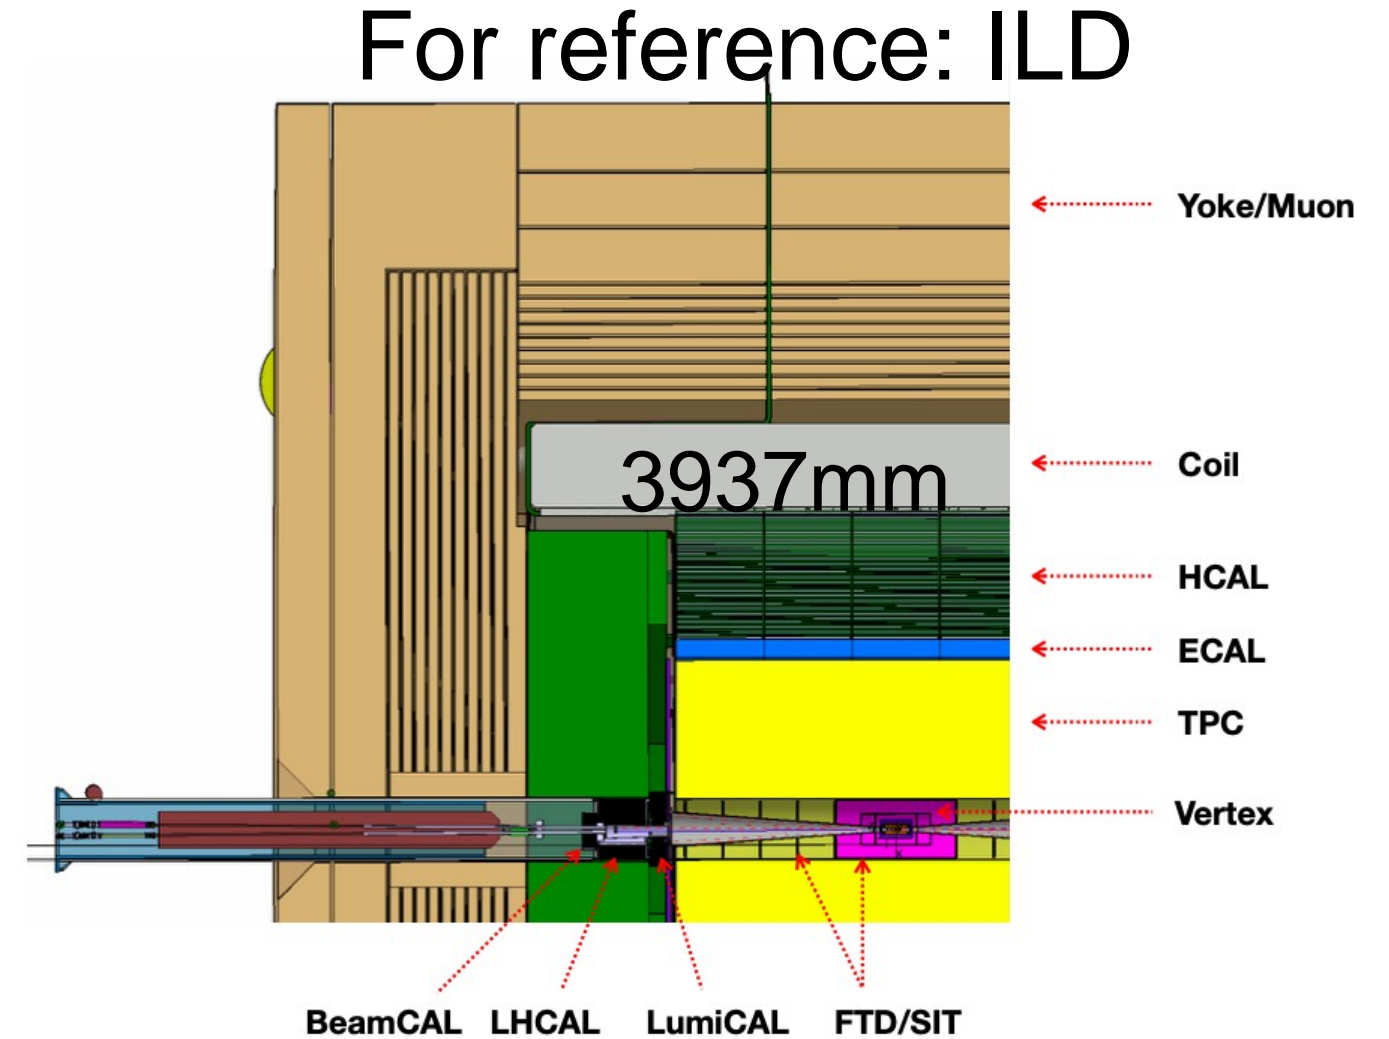 For reference: ILD
Yoke/Muon
Coil
3937mm
HCAL
ECAL
TPC
Vertex
BeamCAL LHCAL LumiCAL FTD/SIT